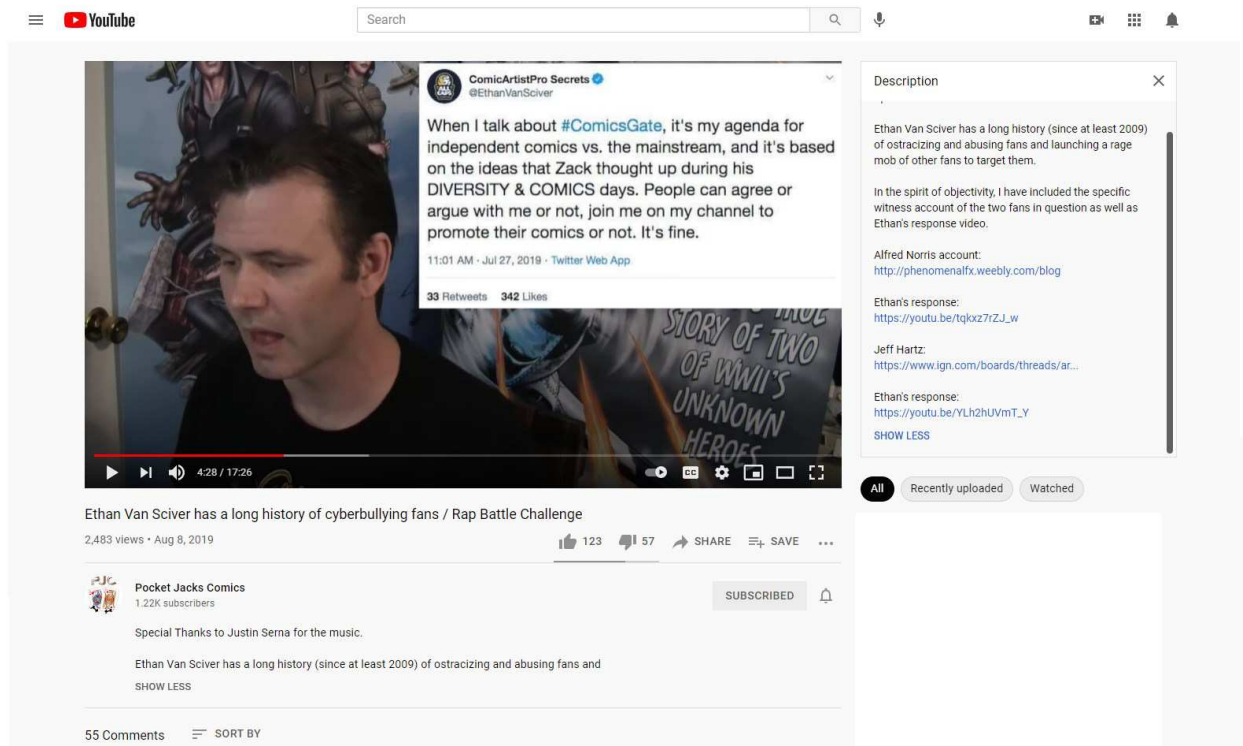 YouTube
Search
ComicArtistPro Secrets
@EthanVanSciver
When I talk about #ComicsGate, it's my agenda for
independent comics vs. the mainstream, and it's based
on the ideas that Zack thought up during his
DIVERSITY & COMICS days. People can agree or
argue with me or not, join me on my channel to
promote their comics or not. It's fine.
11:01 AM · Jul 27, 2019 · Twitter Web App
33 Retweets 342 Likes
STORY OF TWO
OF WWII'S
UNKNOWN
HEROES
4:28 / 17:26
CC
Ethan Van Sciver has a long history of cyberbullying fans / Rap Battle Challenge
2,483 views • Aug 8, 2019
123 57 SHARE SAVE
PJC
Pocket Jacks Comics
1.22K subscribers
SUBSCRIBED
Special Thanks to Justin Serna for the music.
Ethan Van Sciver has a long history (since at least 2009) of ostracizing and abusing fans and
SHOW LESS
55 Comments SORT BY
Description
Ethan Van Sciver has a long history (since at least 2009)
of ostracizing and abusing fans and launching a rage
mob of other fans to target them.
In the spirit of objectivity, I have included the specific
witness account of the two fans in question as well as
Ethan's response video.
Alfred Norris account:
http://phenomenalfx.weebly.com/blog
Ethan's response:
https://youtu.be/tqkxz7rZJ_w
Jeff Hartz:
https://www.ign.com/boards/threads/ar...
Ethan's response:
https://youtu.be/YLh2hUVmT_Y
SHOW LESS
All Recently uploaded Watched